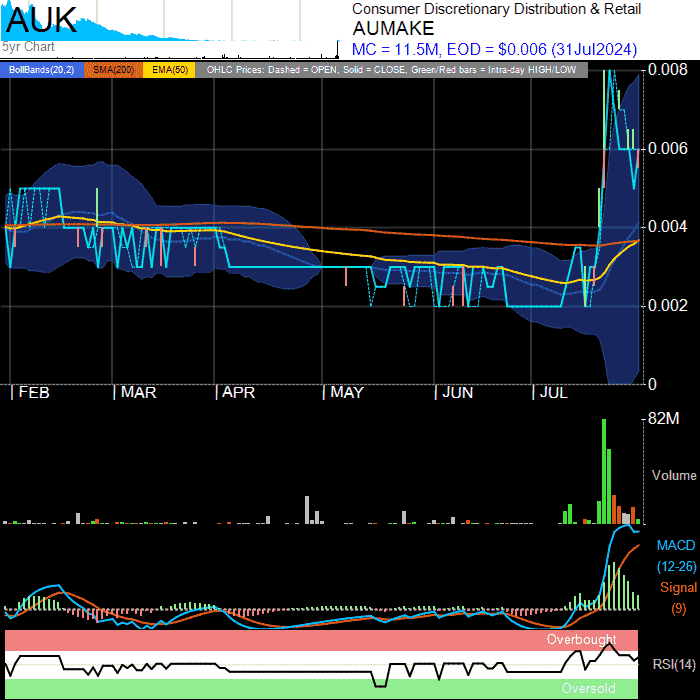 AUK
5yr Chart
Consumer Discretionary Distribution & Retail
AUMAKE
MC = 11.5M, EOD = $0.006 (31Jul2024)
BollBands(20,2) SMA(200) EMA(50) OHLC Prices: Dashed = OPEN, Solid = CLOSE, Green/Red bars = Intra-day HIGH/LOW
0.008
0.006
0.004
0.002
0
FEB MAR APR MAY JUN JUL
82M
Volume
MACD
(12-26)
Signal
(9)
Overbought
RSI(14)
Oversold